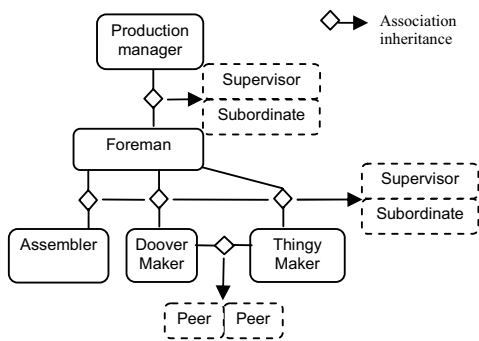 Production
manager
Association
inheritance
Supervisor
Subordinate
Foreman
Supervisor
Subordinate
Assembler
Doover
Maker
Thingy
Maker
Peer Peer